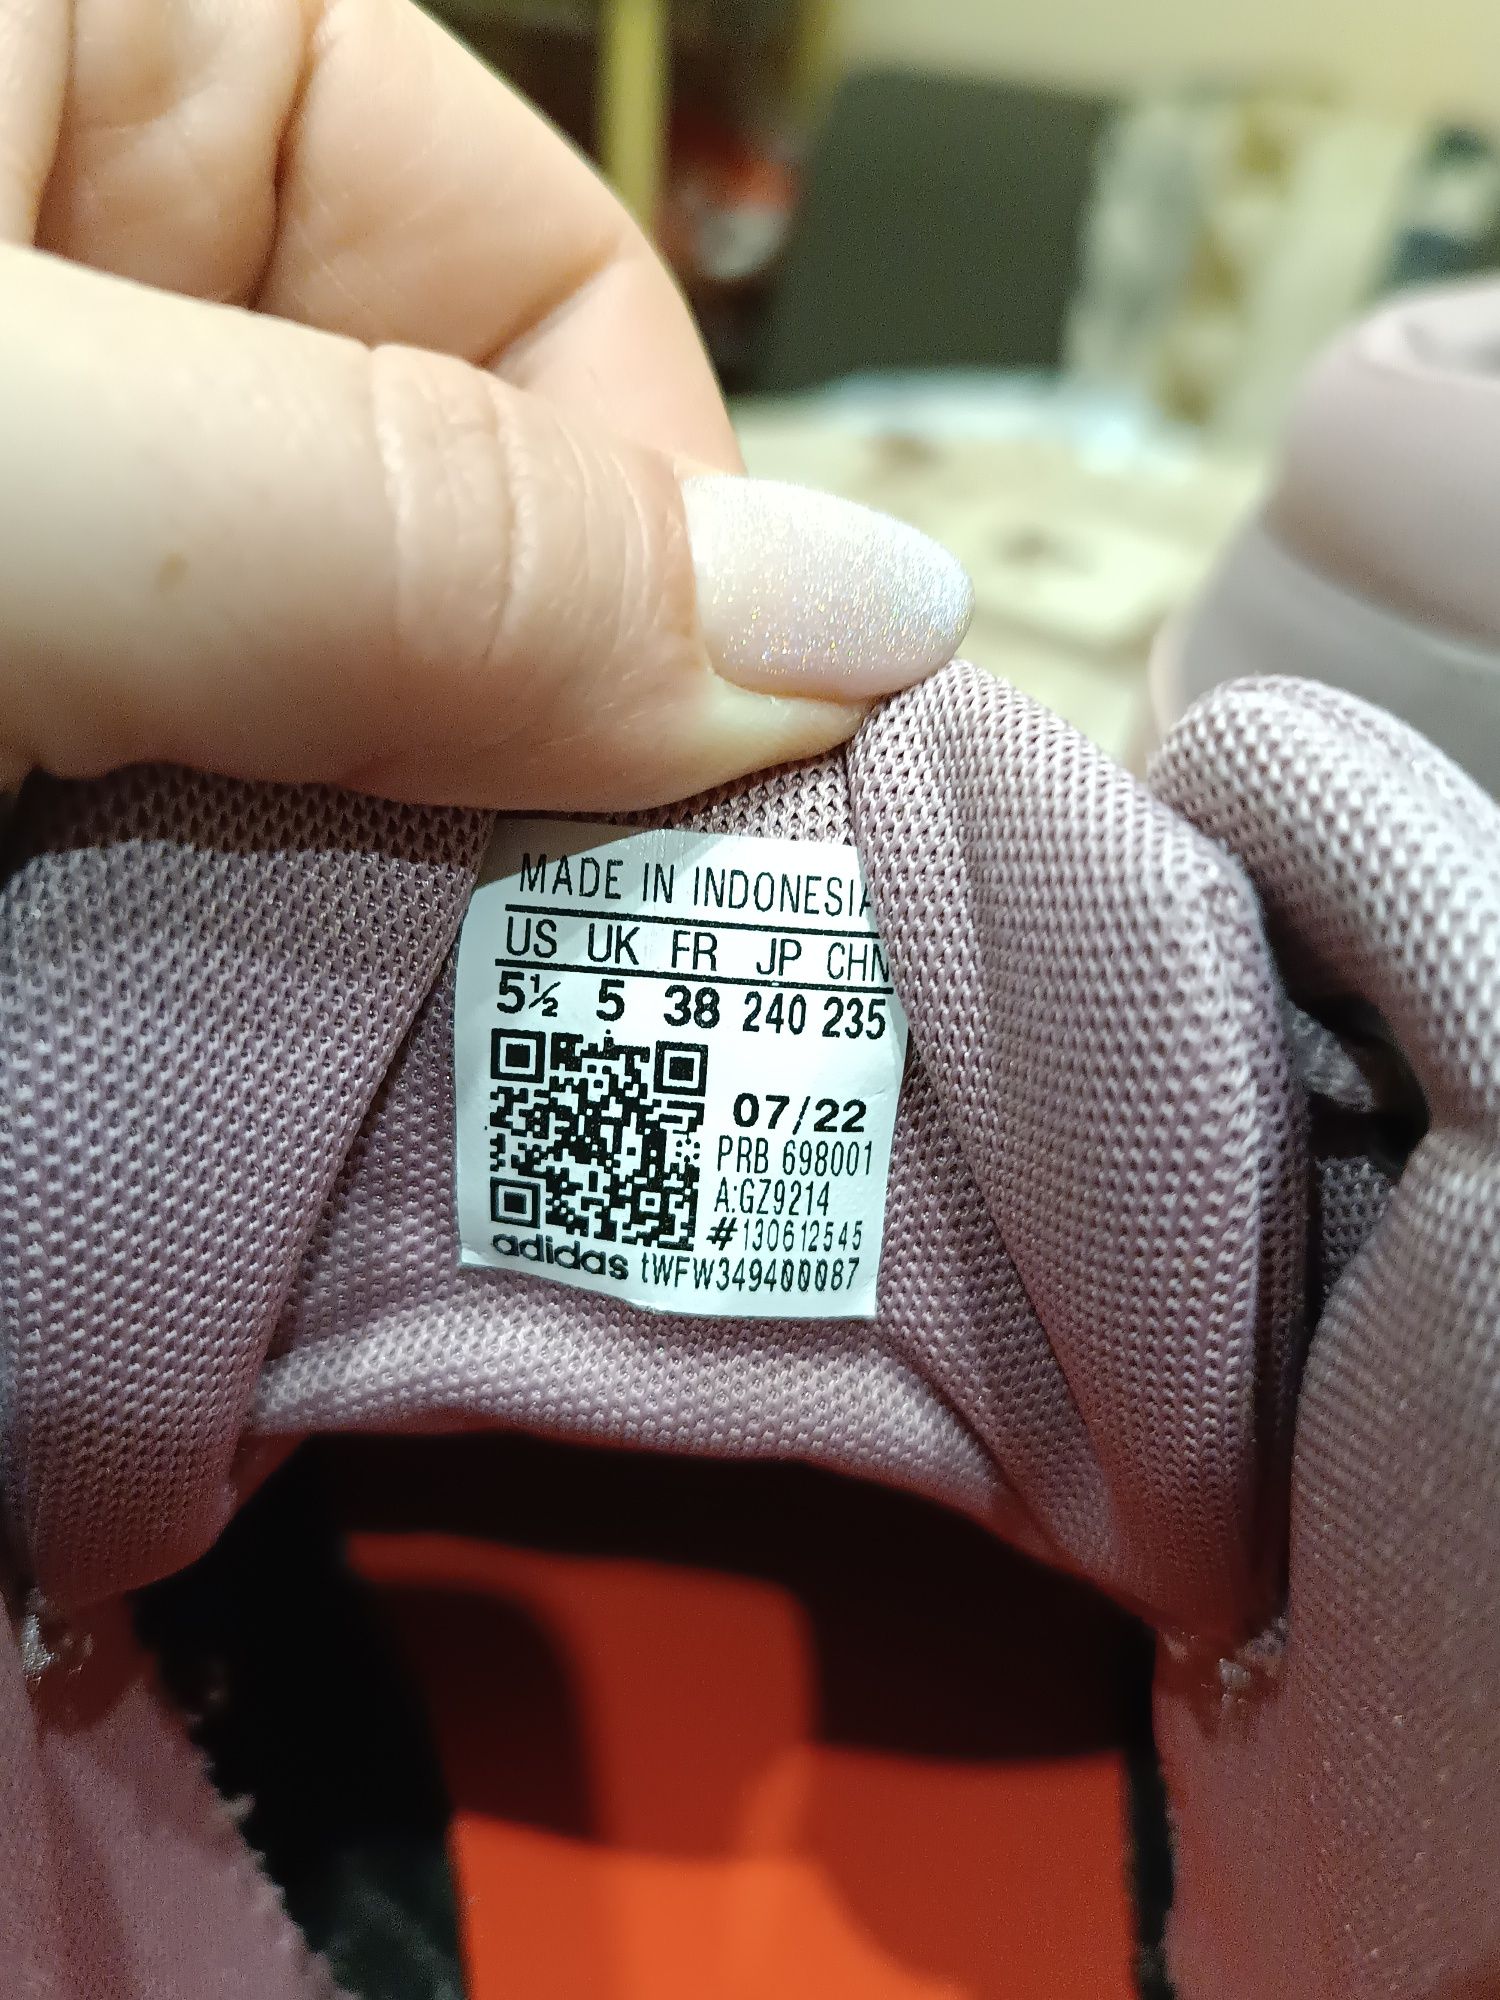 MADE IN INDONESIA
US UK FR JP CHN
5½ 5 38 240 235
07/22
PRB 698001
A:GZ9214
#130612545
adidas tWFW349400087